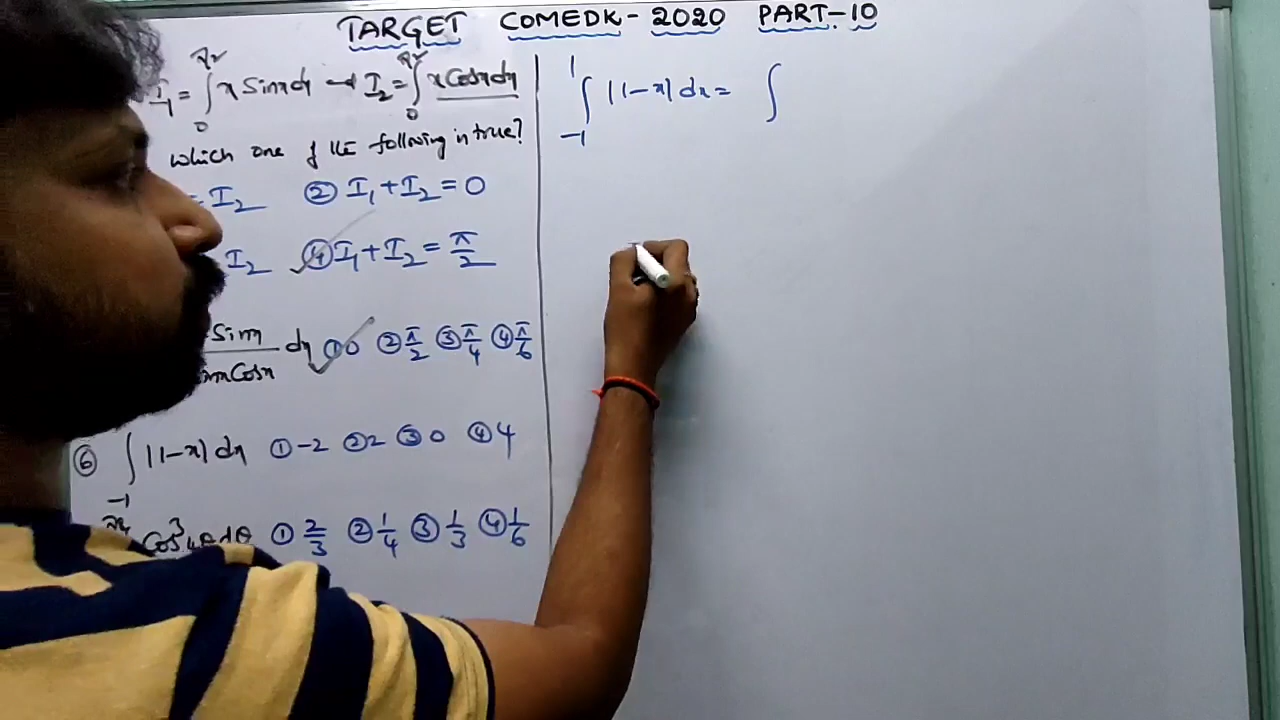 TARGET COMEDK-2020 PART-10
I₁ = ∫₀^π/2 x Sinx dx I₂ = ∫₀^π/2 x Cosx dx
which one of the following is true?
= I₂ ② I₁ + I₂ = 0
I₂ ④ I₁ + I₂ = π/2
Sinx dx ① 0 ② π/2 ③ π/4 ④ π/6
Cosx
⑥ ∫₋₁ |1-x| dx ① -2 ② 2 ③ 0 ④ 4
Cos³4θ dθ ① 2/3 ② 1/4 ③ 1/3 ④ 1/6
∫₋₁¹ |1-x| dx = ∫